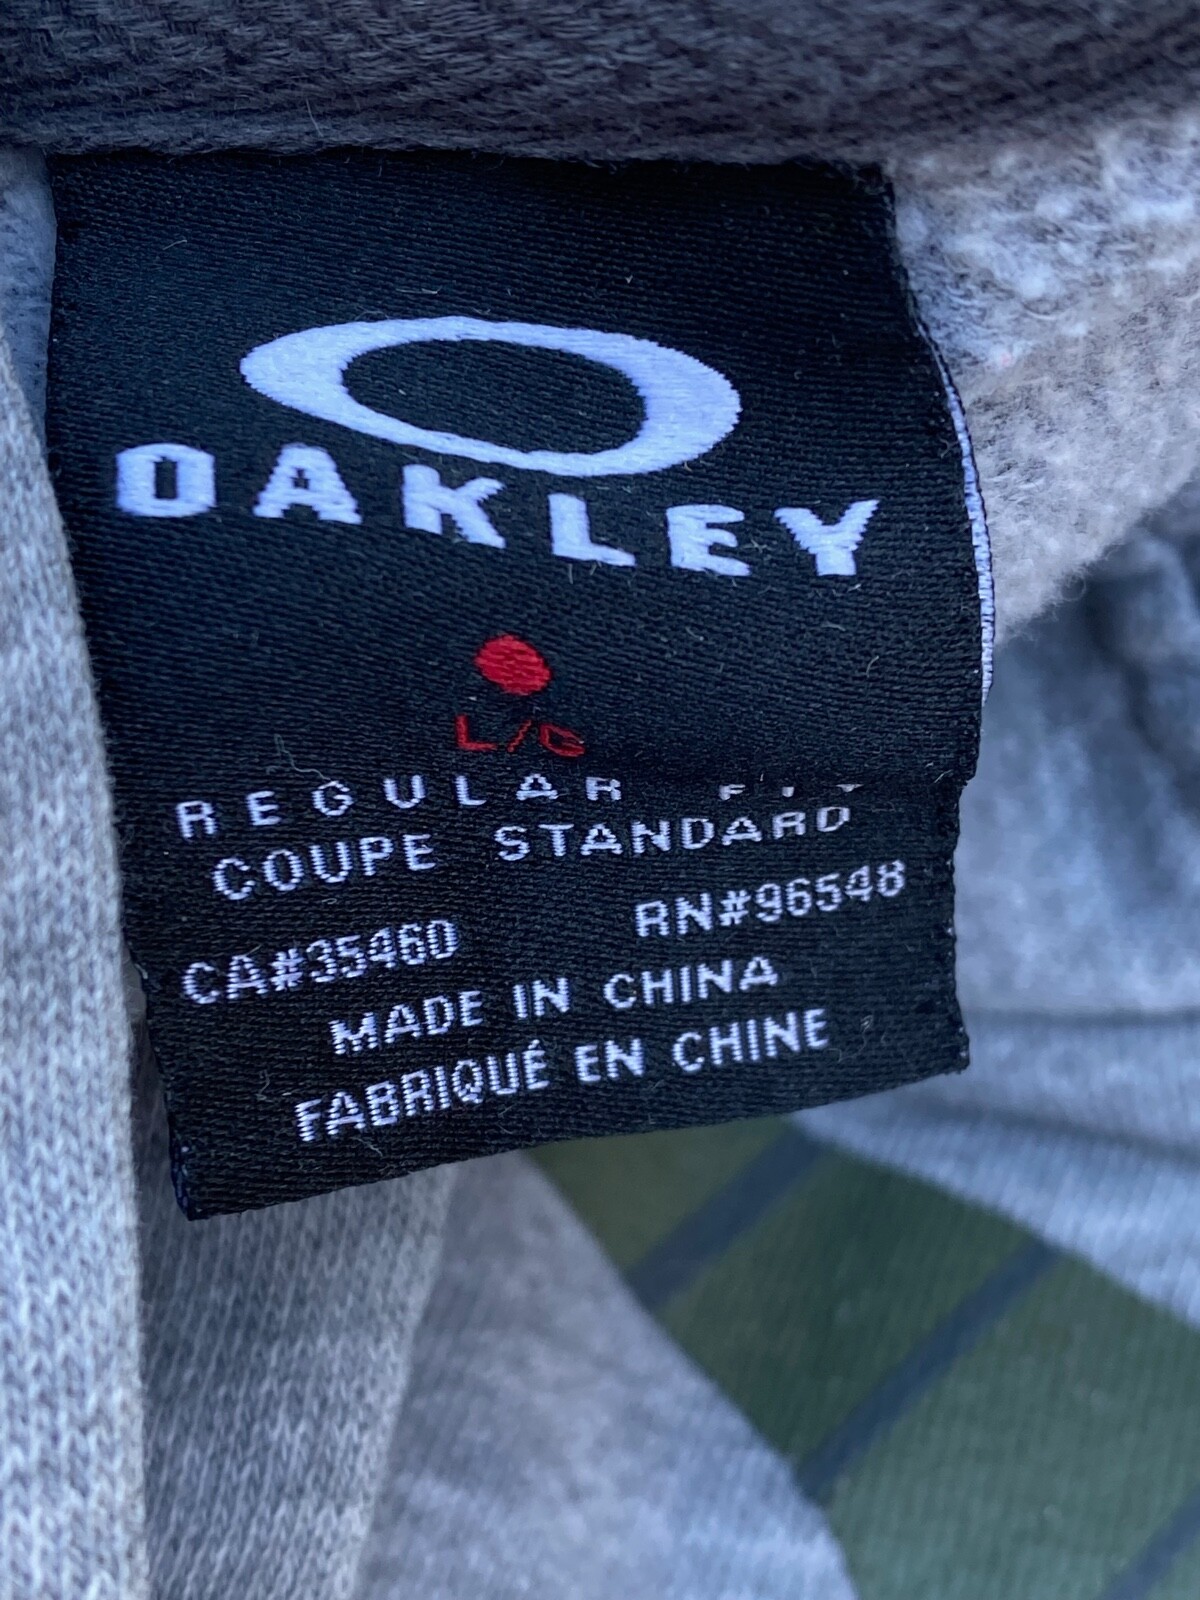 OAKLEY
L/G
REGULAR FIT
COUPE STANDARD
CA#35460 RN#96548
MADE IN CHINA
FABRIQUÉ EN CHINE